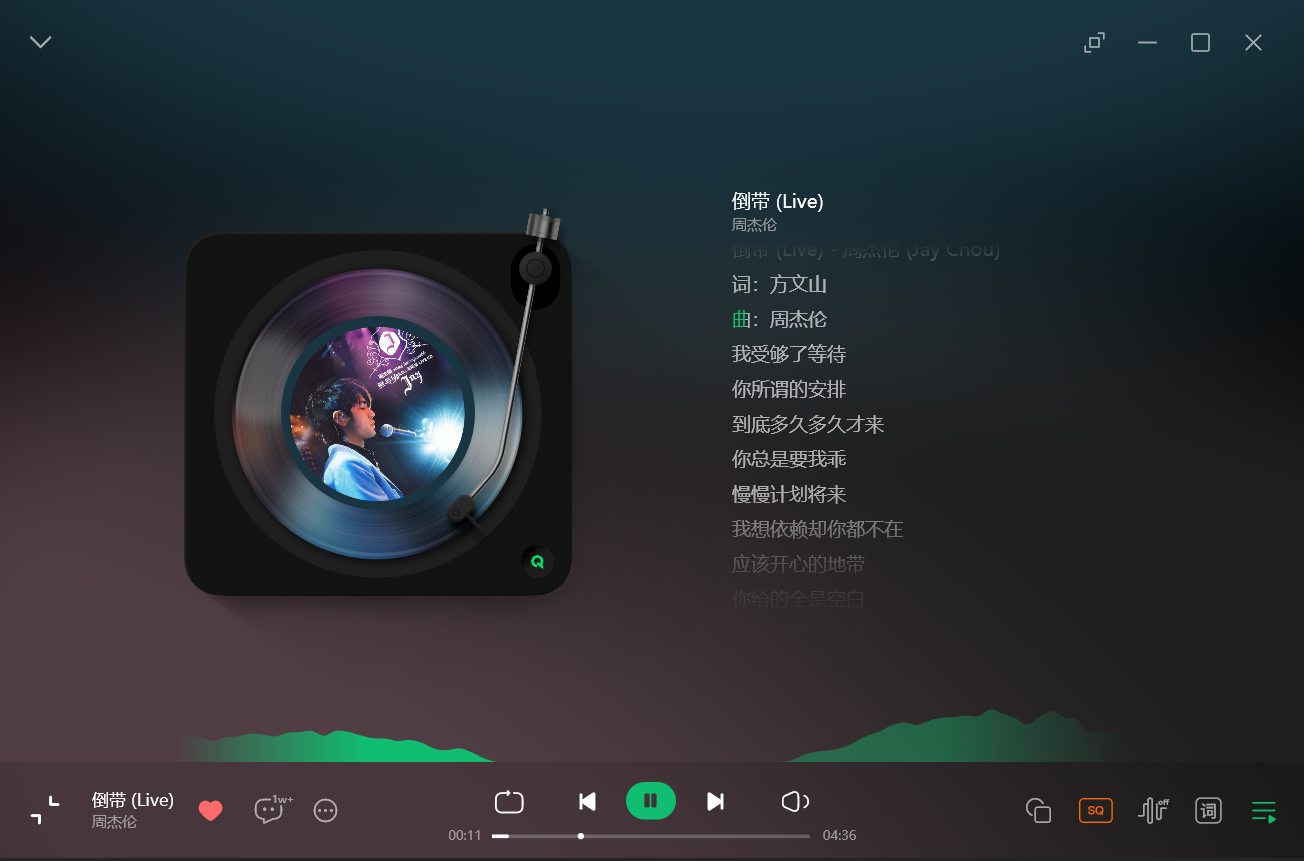 倒带 (Live)
周杰伦
倒带 (Live) - 周杰伦 (Jay Chou)
词：方文山
曲：周杰伦
我受够了等待
你所谓的安排
到底多久多久才来
你总是要我乖
慢慢计划将来
我想依赖却你都不在
应该开心的地带
你给的全是空白
Jay
Q
倒带 (Live)
周杰伦
1w+
00:11
04:36
SQ
off
词